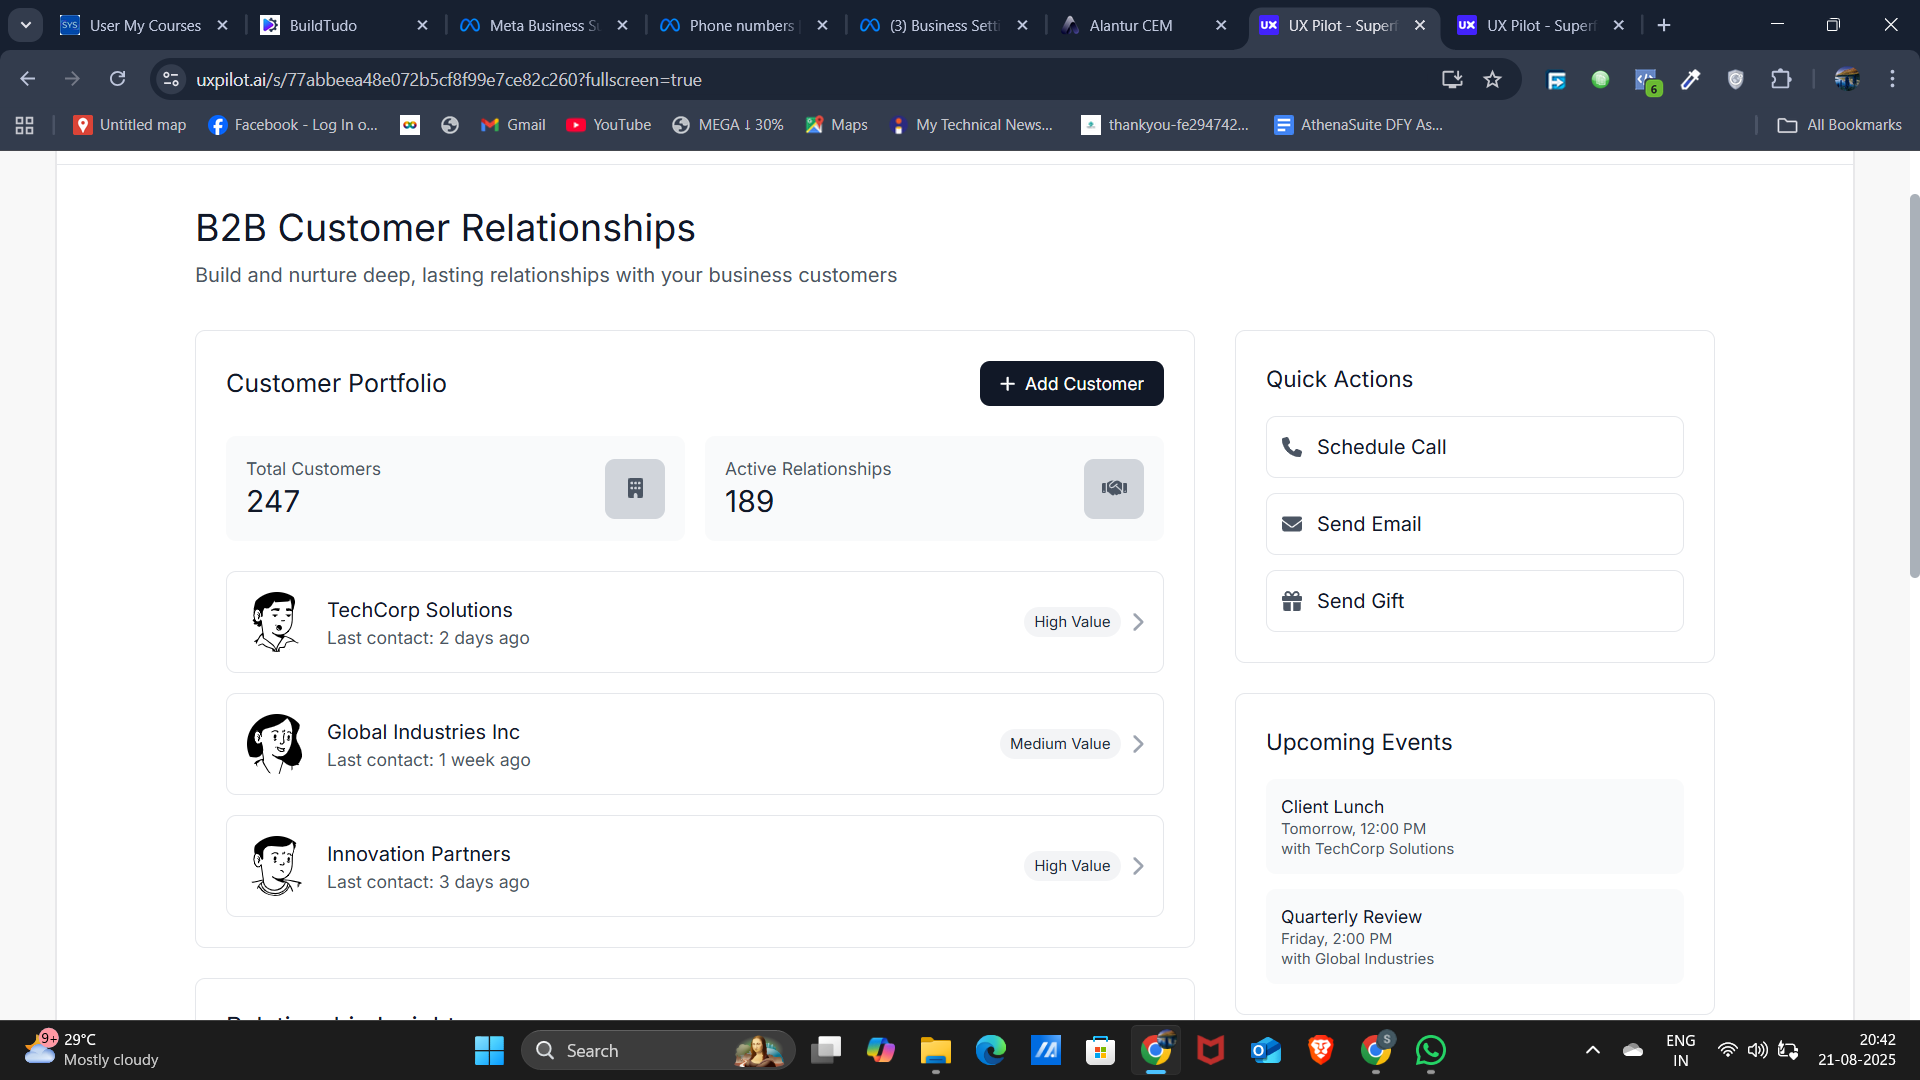 User My Courses
BuildTudo
Meta Business Su
Phone numbers
(3) Business Setti
Alantur CEM
UX Pilot - Superf
UX Pilot - Superf
uxpilot.ai/s/77abbeea48e072b5cf8f99e7ce82c260?fullscreen=true
6
Untitled map
Facebook - Log In o...
Gmail
YouTube
MEGA ↓ 30%
Maps
My Technical News...
thankyou-fe294742...
AthenaSuite DFY As...
All Bookmarks
B2B Customer Relationships
Build and nurture deep, lasting relationships with your business customers
Customer Portfolio
+ Add Customer
Total Customers
247
Active Relationships
189
TechCorp Solutions
Last contact: 2 days ago
High Value
Global Industries Inc
Last contact: 1 week ago
Medium Value
Innovation Partners
Last contact: 3 days ago
High Value
Quick Actions
Schedule Call
Send Email
Send Gift
Upcoming Events
Client Lunch
Tomorrow, 12:00 PM
with TechCorp Solutions
Quarterly Review
Friday, 2:00 PM
with Global Industries
9+
29°C
Mostly cloudy
Search
ENG
IN
20:42
21-08-2025